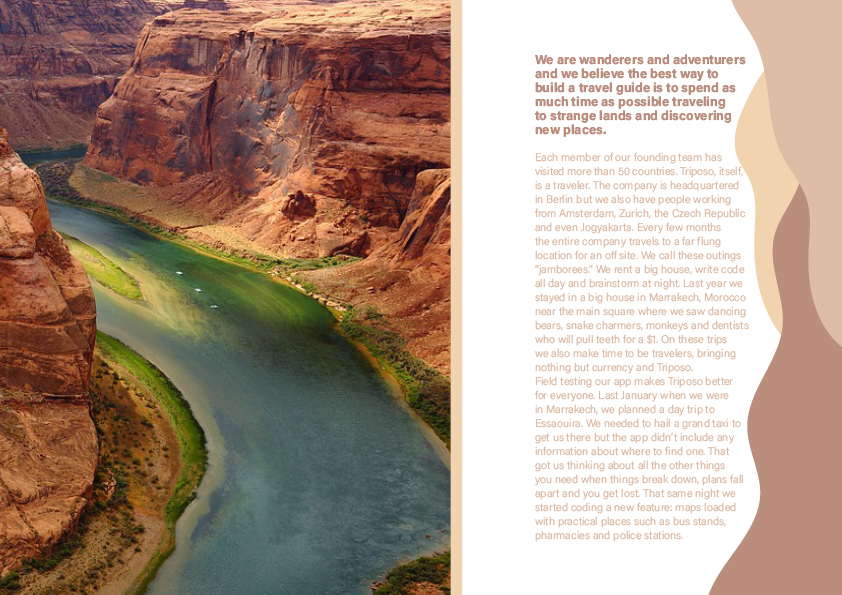 We are wanderers and adventurers
and we believe the best way to
build a travel guide is to spend as
much time as possible traveling
to strange lands and discovering
new places.
Each member of our founding team has
visited more than 50 countries. Triposo, itself,
is a traveler. The company is headquartered
in Berlin but we also have people working
from Amsterdam, Zurich, the Czech Republic
and even Jogyakarta. Every few months
the entire company travels to a far flung
location for an off site. We call these outings
"jamborees." We rent a big house, write code
all day and brainstorm at night. Last year we
stayed in a big house in Marrakech, Morocco
near the main square where we saw dancing
bears, snake charmers, monkeys and dentists
who will pull teeth for a $1. On these trips
we also make time to be travelers, bringing
nothing but currency and Triposo.
Field testing our app makes Triposo better
for everyone. Last January when we were
in Marrakech, we planned a day trip to
Essaouira. We needed to hail a grand taxi to
get us there but the app didn't include any
information about where to find one. That
got us thinking about all the other things
you need when things break down, plans fall
apart and you get lost. That same night we
started coding a new feature: maps loaded
with practical places such as bus stands,
pharmacies and police stations.